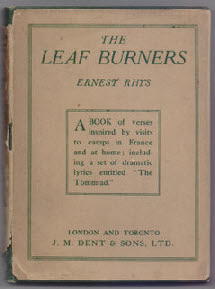 THE
LEAF BURNERS
ERNEST RHYS
A BOOK of verses
inspired by visits
to camps in France
and at home; includ-
ing a set of dramatic
lyrics entitled "The
Tommiad."
LONDON AND TORONTO
J. M. DENT & SONS, LTD.